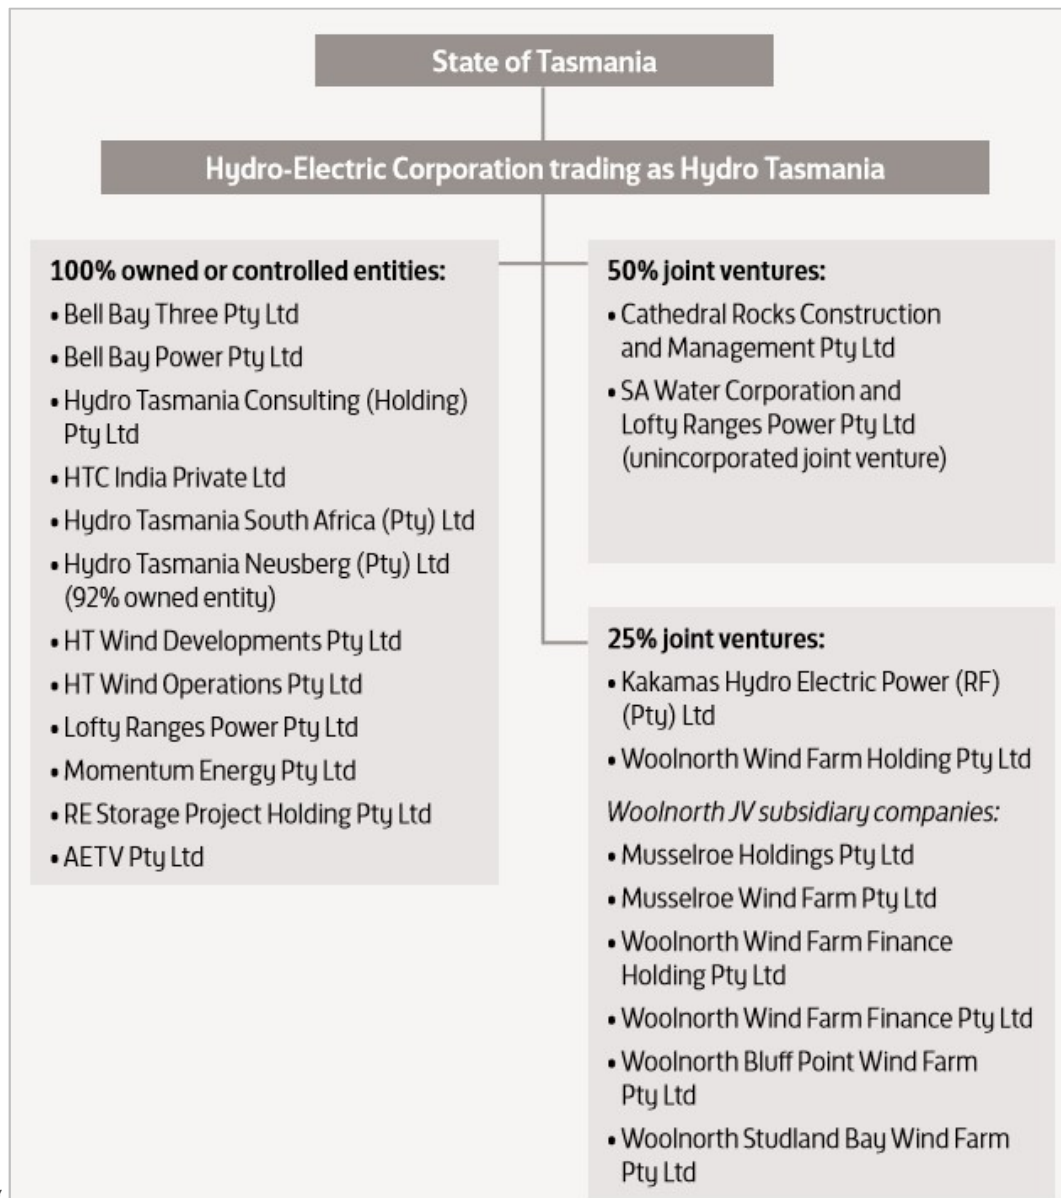 State of Tasmania
Hydro-Electric Corporation trading as Hydro Tasmania
100% owned or controlled entities:
• Bell Bay Three Pty Ltd
• Bell Bay Power Pty Ltd
• Hydro Tasmania Consulting (Holding)
Pty Ltd
• HTC India Private Ltd
• Hydro Tasmania South Africa (Pty) Ltd
• Hydro Tasmania Neusberg (Pty) Ltd
(92% owned entity)
• HT Wind Developments Pty Ltd
• HT Wind Operations Pty Ltd
• Lofty Ranges Power Pty Ltd
• Momentum Energy Pty Ltd
• RE Storage Project Holding Pty Ltd
• AETV Pty Ltd
50% joint ventures:
• Cathedral Rocks Construction
and Management Pty Ltd
• SA Water Corporation and
Lofty Ranges Power Pty Ltd
(unincorporated joint venture)
25% joint ventures:
• Kakamas Hydro Electric Power (RF)
(Pty) Ltd
• Woolnorth Wind Farm Holding Pty Ltd
Woolnorth JV subsidiary companies:
• Musselroe Holdings Pty Ltd
• Musselroe Wind Farm Pty Ltd
• Woolnorth Wind Farm Finance
Holding Pty Ltd
• Woolnorth Wind Farm Finance Pty Ltd
• Woolnorth Bluff Point Wind Farm
Pty Ltd
• Woolnorth Studland Bay Wind Farm
Pty Ltd